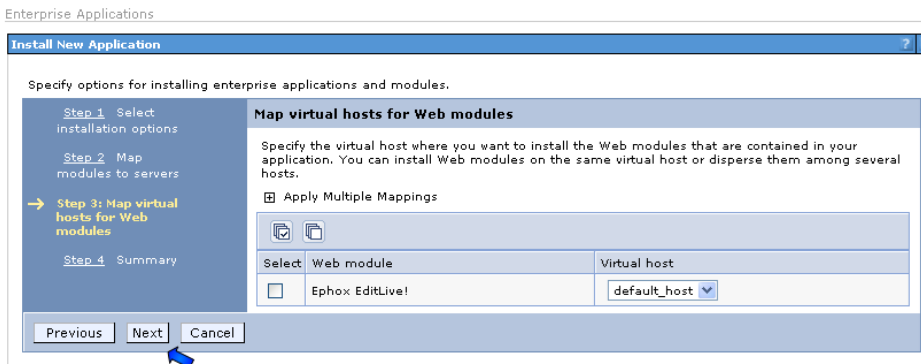 Enterprise Applications
Install New Application
?
Specify options for installing enterprise applications and modules.
Step 1 Select
installation options
Step 2 Map
modules to servers
Step 3: Map virtual
hosts for Web
modules
Step 4 Summary
Map virtual hosts for Web modules
Specify the virtual host where you want to install the Web modules that are contained in your
application. You can install Web modules on the same virtual host or disperse them among several
hosts.
Apply Multiple Mappings
Select Web module Virtual host
Ephox EditLive! default_host
Previous Next Cancel